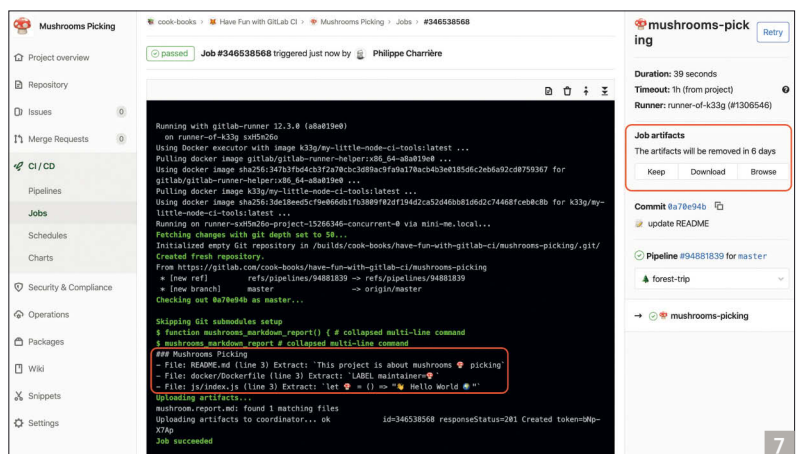 Mushrooms Picking
Project overview
Repository
Issues 0
Merge Requests 0
CI / CD
Pipelines
Jobs
Schedules
Charts
Security & Compliance
Operations
Packages
Wiki
Snippets
Settings
cook-books > 🦊 Have Fun with GitLab CI > 🍄 Mushrooms Picking > Jobs > #346538568
passed Job #346538568 triggered just now by Philippe Charrière
Running with gitlab-runner 12.3.0 (a8a019e0)
on runner-of-k33g sxH5m26o
Using Docker executor with image k33g/my-little-node-ci-tools:latest ...
Pulling docker image gitlab/gitlab-runner-helper:x86_64-a8a019e0 ...
Using docker image sha256:347b3fbd4cb3f2a70cbc3d89ac9fa9a170acb4b3e0185d6c2eb6a92cd0759367 for
gitlab/gitlab-runner-helper:x86_64-a8a019e0 ...
Pulling docker image k33g/my-little-node-ci-tools:latest ...
Using docker image sha256:3de18eed5cf9e066db1fb3809f02df194d2ca52d46bb81d6d2c74468fceb0c8b for k33g/my-
little-node-ci-tools:latest ...
Running on runner-sxH5m26o-project-15266346-concurrent-0 via mini-me.local...
Fetching changes with git depth set to 50...
Initialized empty Git repository in /builds/cook-books/have-fun-with-gitlab-ci/mushrooms-picking/.git/
Created fresh repository.
From https://gitlab.com/cook-books/have-fun-with-gitlab-ci/mushrooms-picking
* [new ref] refs/pipelines/94881839 -> refs/pipelines/94881839
* [new branch] master -> origin/master
Checking out 0a70e94b as master...
Skipping Git submodules setup
$ function mushrooms_markdown_report() { # collapsed multi-line command
$ mushrooms_markdown_report # collapsed multi-line command
### Mushrooms Picking
- File: README.md (line 3) Extract: `This project is about mushrooms 🍄 picking`
- File: docker/Dockerfile (line 3) Extract: `LABEL maintainer=🍄 `
- File: js/index.js (line 3) Extract: `let 🍄 = () => "👋 Hello World 🌍"`
Uploading artifacts...
mushroom.report.md: found 1 matching files
Uploading artifacts to coordinator... ok id=346538568 responseStatus=201 Created token=bNp-
X7Ap
Job succeeded
🍄mushrooms-pick
ing
Retry
Duration: 39 seconds
Timeout: 1h (from project)
Runner: runner-of-k33g (#1306546)
Job artifacts
The artifacts will be removed in 6 days
Keep Download Browse
Commit 0a70e94b
📝 update README
Pipeline #94881839 for master
🌲 forest-trip
→ 🍄 mushrooms-picking
7